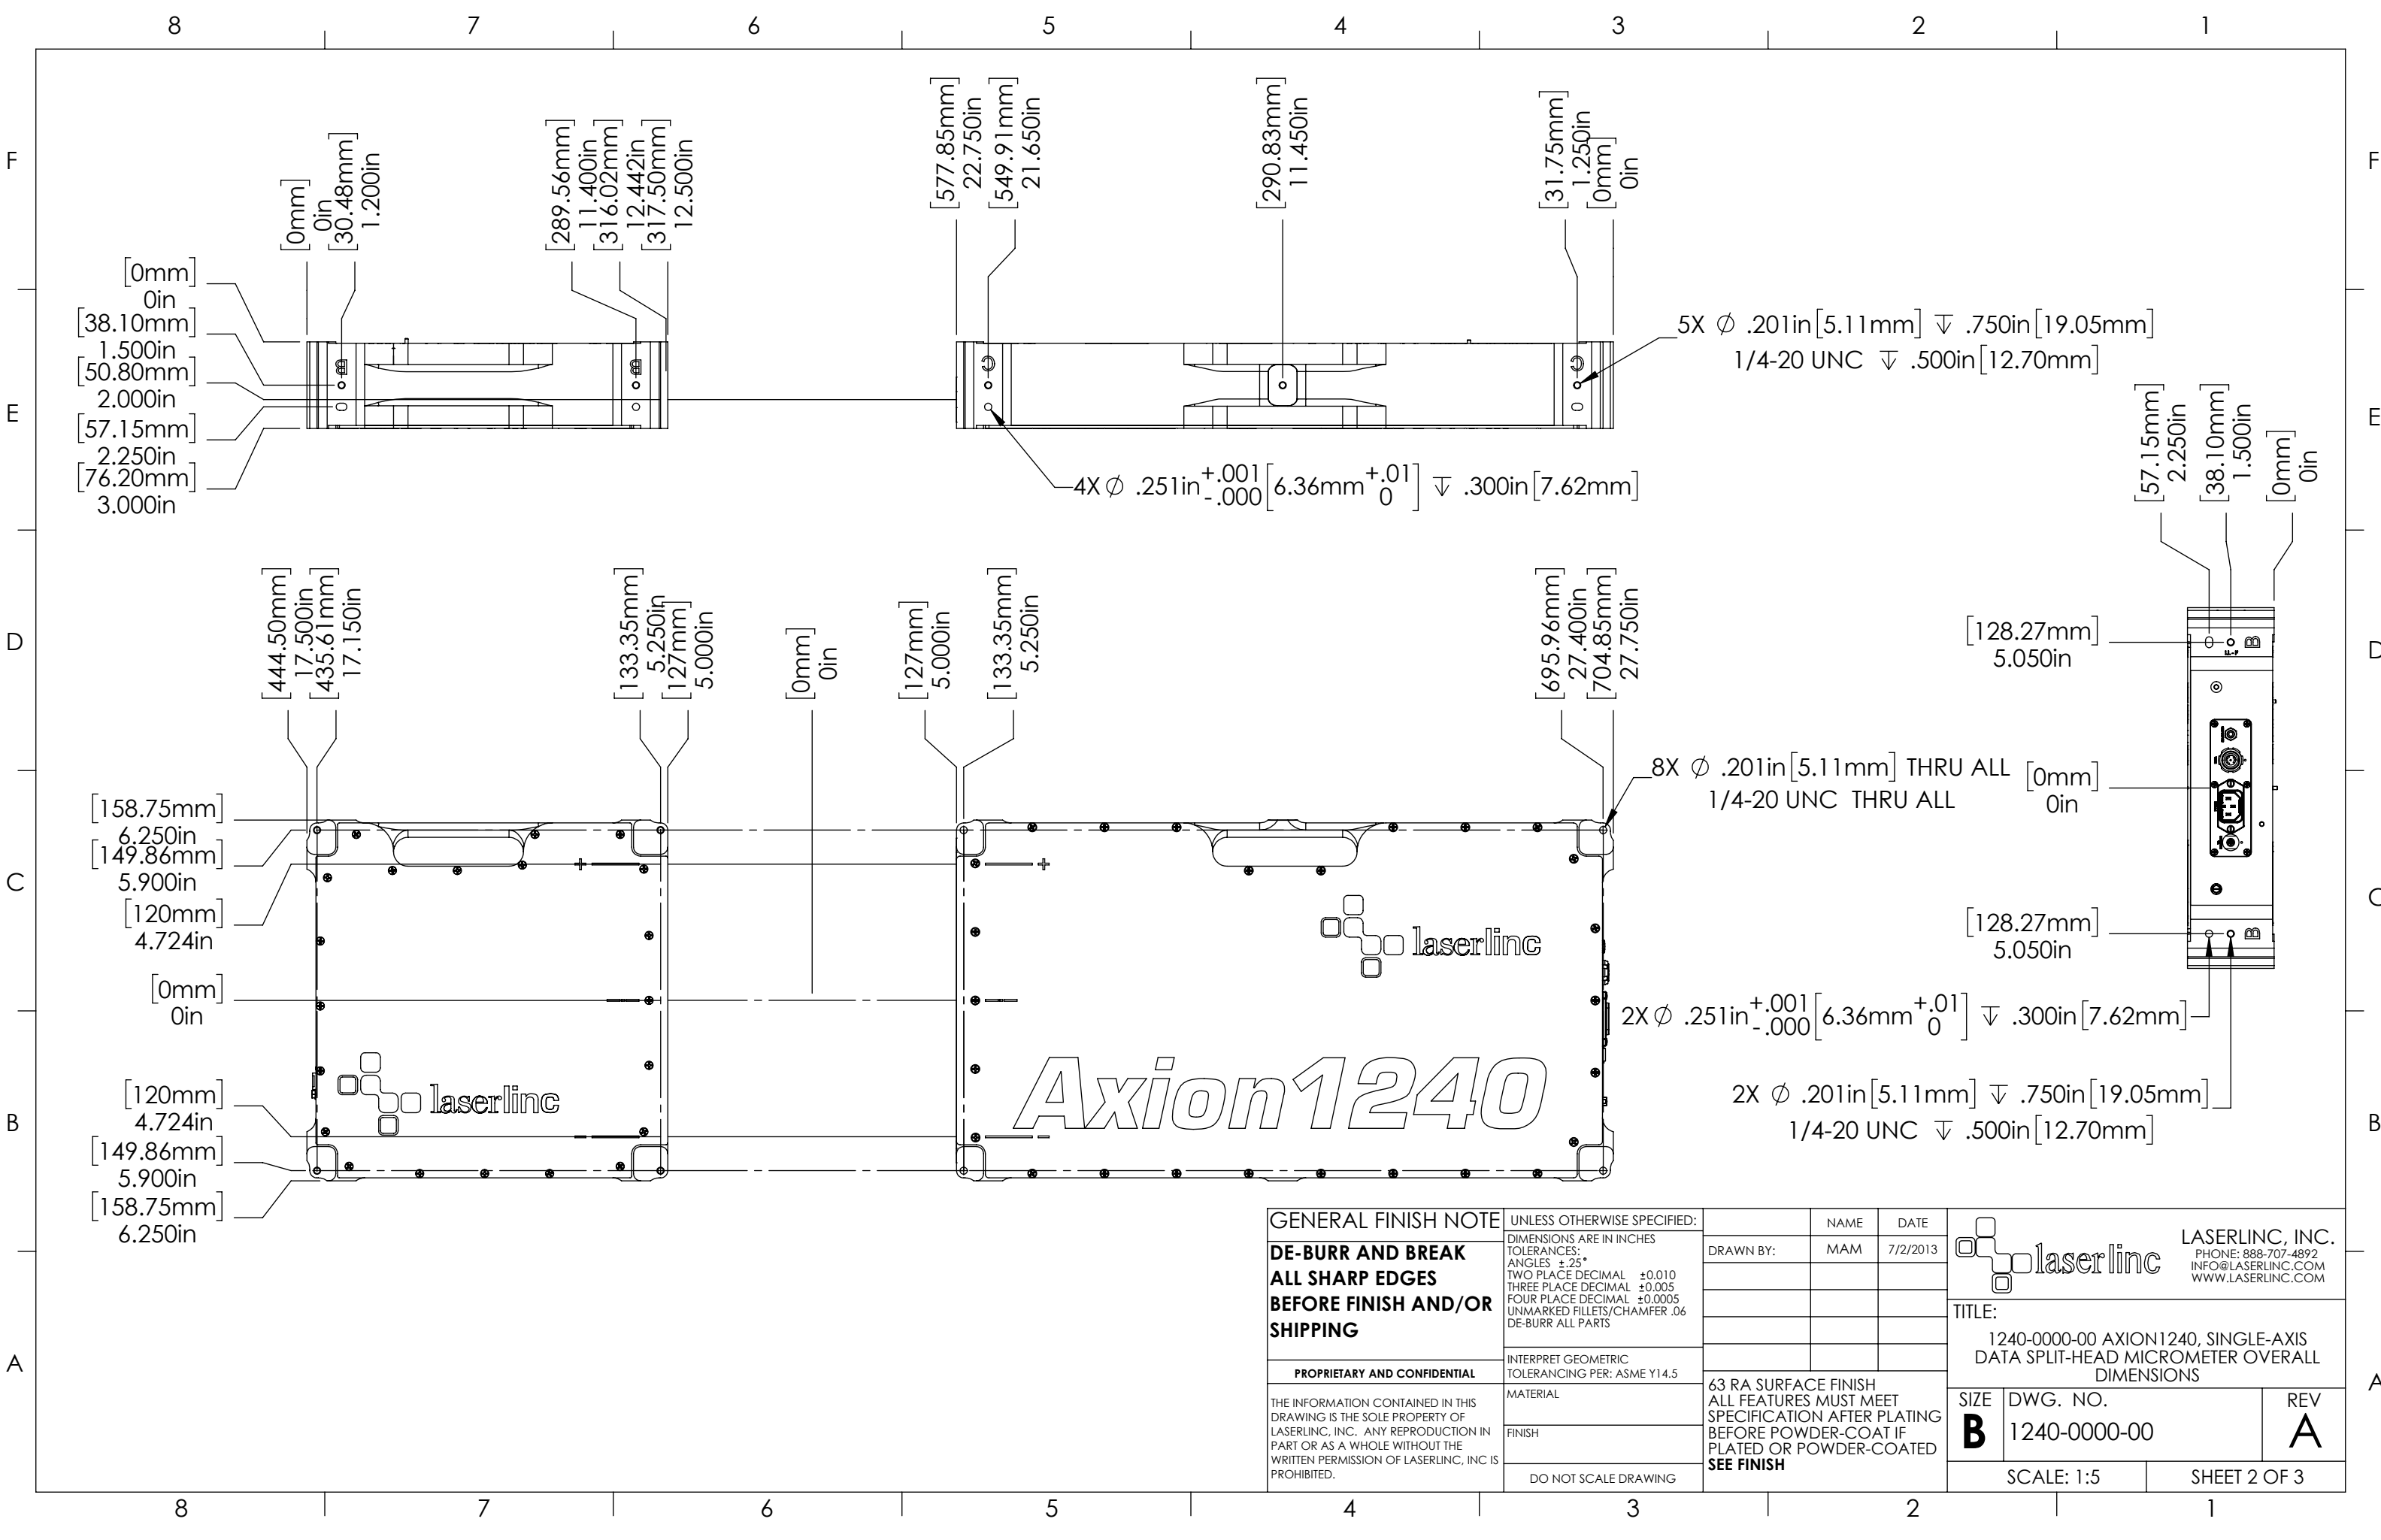 8 7 6 5 4 3 2 1
F
E
D
C
B
A
[0mm]
0in
[30.48mm]
1.200in
[289.56mm]
11.400in
[316.02mm]
12.442in
[317.50mm]
12.500in
[577.85mm]
22.750in
[549.91mm]
21.650in
[290.83mm]
11.450in
[31.75mm]
1.250in
[0mm]
0in
[0mm]
0in
[38.10mm]
1.500in
[50.80mm]
2.000in
[57.15mm]
2.250in
[76.20mm]
3.000in
B B
C C
5X ⌀ .201in[5.11mm] ↧ .750in[19.05mm]
1/4-20 UNC ↧ .500in[12.70mm]
4X ⌀ .251in +.001 -.000 [6.36mm +.01 0] ↧ .300in[7.62mm]
[57.15mm]
2.250in
[38.10mm]
1.500in
[0mm]
0in
[444.50mm]
17.500in
[435.61mm]
17.150in
[133.35mm]
5.250in
[127mm]
5.000in
[0mm]
0in
[127mm]
5.000in
[133.35mm]
5.250in
[695.96mm]
27.400in
[704.85mm]
27.750in
[128.27mm]
5.050in
B
8X ⌀ .201in[5.11mm] THRU ALL
1/4-20 UNC THRU ALL
[0mm]
0in
[128.27mm]
5.050in
B
[158.75mm]
6.250in
[149.86mm]
5.900in
[120mm]
4.724in
[0mm]
0in
[120mm]
4.724in
[149.86mm]
5.900in
[158.75mm]
6.250in
laserlinc
laserlinc
Axion1240
2X ⌀ .251in +.001 -.000 [6.36mm +.01 0] ↧ .300in[7.62mm]
2X ⌀ .201in[5.11mm] ↧ .750in[19.05mm]
1/4-20 UNC ↧ .500in[12.70mm]
GENERAL FINISH NOTE
DE-BURR AND BREAK
ALL SHARP EDGES
BEFORE FINISH AND/OR
SHIPPING
PROPRIETARY AND CONFIDENTIAL
THE INFORMATION CONTAINED IN THIS
DRAWING IS THE SOLE PROPERTY OF
LASERLINC, INC. ANY REPRODUCTION IN
PART OR AS A WHOLE WITHOUT THE
WRITTEN PERMISSION OF LASERLINC, INC IS
PROHIBITED.
UNLESS OTHERWISE SPECIFIED:
DIMENSIONS ARE IN INCHES
TOLERANCES:
ANGLES ±.25°
TWO PLACE DECIMAL ±0.010
THREE PLACE DECIMAL ±0.005
FOUR PLACE DECIMAL ±0.0005
UNMARKED FILLETS/CHAMFER .06
DE-BURR ALL PARTS
INTERPRET GEOMETRIC
TOLERANCING PER: ASME Y14.5
MATERIAL
FINISH
DO NOT SCALE DRAWING
NAME DATE
DRAWN BY: MAM 7/2/2013
63 RA SURFACE FINISH
ALL FEATURES MUST MEET
SPECIFICATION AFTER PLATING
BEFORE POWDER-COAT IF
PLATED OR POWDER-COATED
SEE FINISH
laserlinc
LASERLINC, INC.
PHONE: 888-707-4892
INFO@LASERLINC.COM
WWW.LASERLINC.COM
TITLE:
1240-0000-00 AXION1240, SINGLE-AXIS
DATA SPLIT-HEAD MICROMETER OVERALL
DIMENSIONS
SIZE DWG. NO. REV
B 1240-0000-00 A
SCALE: 1:5 SHEET 2 OF 3
8 7 6 5 4 3 2 1
F
E
D
C
B
A